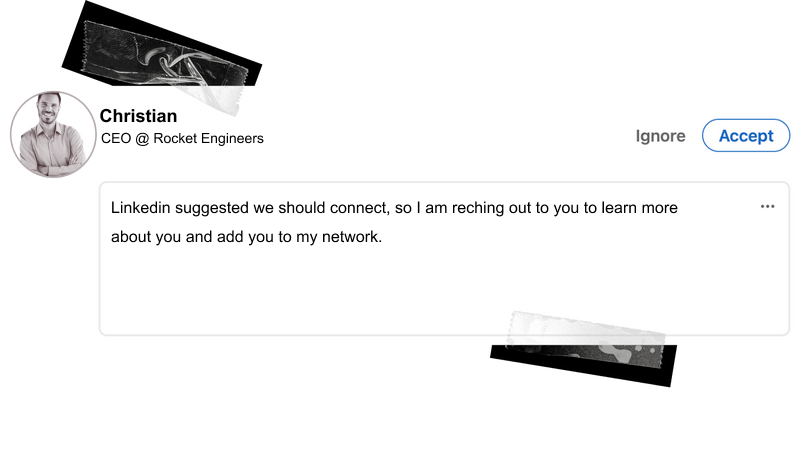 Christian
CEO @ Rocket Engineers
Ignore
Accept
Linkedin suggested we should connect, so I am reching out to you to learn more
about you and add you to my network.